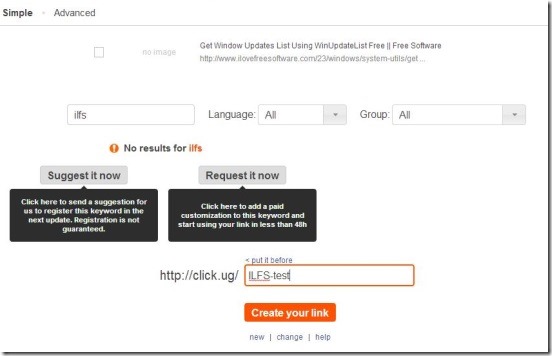 Simple - Advanced
no image
Get Window Updates List Using WinUpdateList Free || Free Software
http://www.ilovefreesoftware.com/23/windows/system-utils/get...
ilfs Language: All Group: All
No results for ilfs
Suggest it now Request it now
Click here to send a suggestion for
us to register this keyword in the
next update. Registration is not
guaranteed.
Click here to add a paid
customization to this keyword and
start using your link in less than 48h
< put it before
http://click.ug/ ILFS-test
Create your link
new | change | help